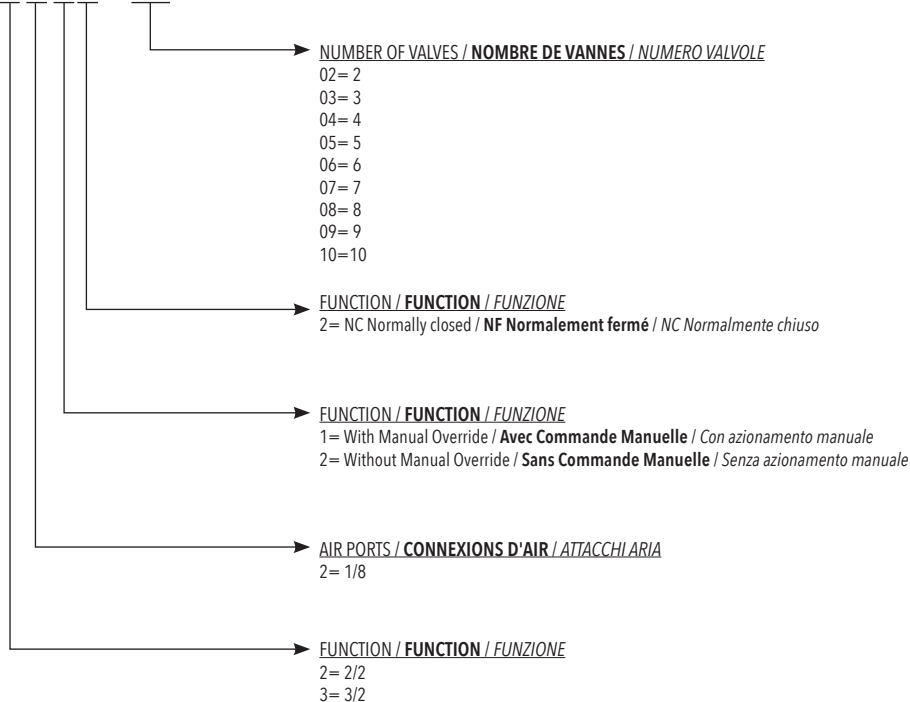 NUMBER OF VALVES / NOMBRE DE VANNES / NUMERO VALVOLE
02= 2
03= 3
04= 4
05= 5
06= 6
07= 7
08= 8
09= 9
10=10
FUNCTION / FUNCTION / FUNZIONE
2= NC Normally closed / NF Normalement fermé / NC Normalmente chiuso
FUNCTION / FUNCTION / FUNZIONE
1= With Manual Override / Avec Commande Manuelle / Con azionamento manuale
2= Without Manual Override / Sans Commande Manuelle / Senza azionamento manuale
AIR PORTS / CONNEXIONS D'AIR / ATTACCHI ARIA
2= 1/8
FUNCTION / FUNCTION / FUNZIONE
2= 2/2
3= 3/2